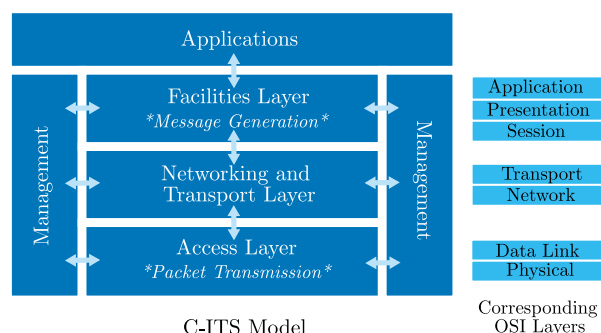 Applications
Management
Facilities Layer
*Message Generation*
Networking and
Transport Layer
Access Layer
*Packet Transmission*
Management
C-ITS Model
Application
Presentation
Session
Transport
Network
Data Link
Physical
Corresponding
OSI Layers